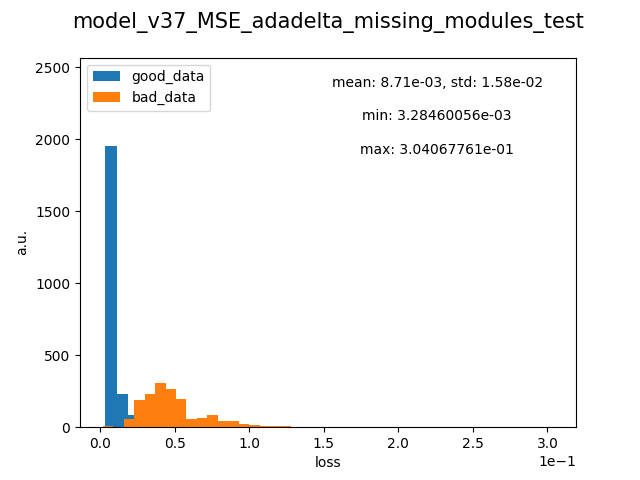 model_v37_MSE_adadelta_missing_modules_test
good_data
bad_data
mean: 8.71e-03, std: 1.58e-02
min: 3.28460056e-03
max: 3.04067761e-01
2500
2000
1500
1000
500
0
a.u.
0.0 0.5 1.0 1.5 2.0 2.5 3.0
loss
1e−1